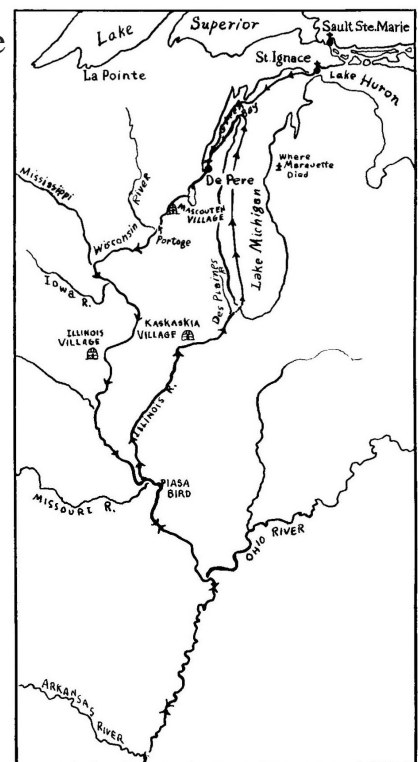 e
Lake Superior
Sault Ste. Marie
St. Ignace
La Pointe
Lake Huron
Green Bay
Where
Marquette
Died
Mississippi
RIVER
De Pere
MASCOUTEN
VILLAGE
Wisconsin
Portage
Lake Michigan
Des Plaines
R.
Iowa R.
ILLINOIS
VILLAGE
KASKASKIA
VILLAGE
ILLINOIS R.
PIASA
BIRD
MISSOURI R.
OHIO RIVER
ARKANSAS
RIVER